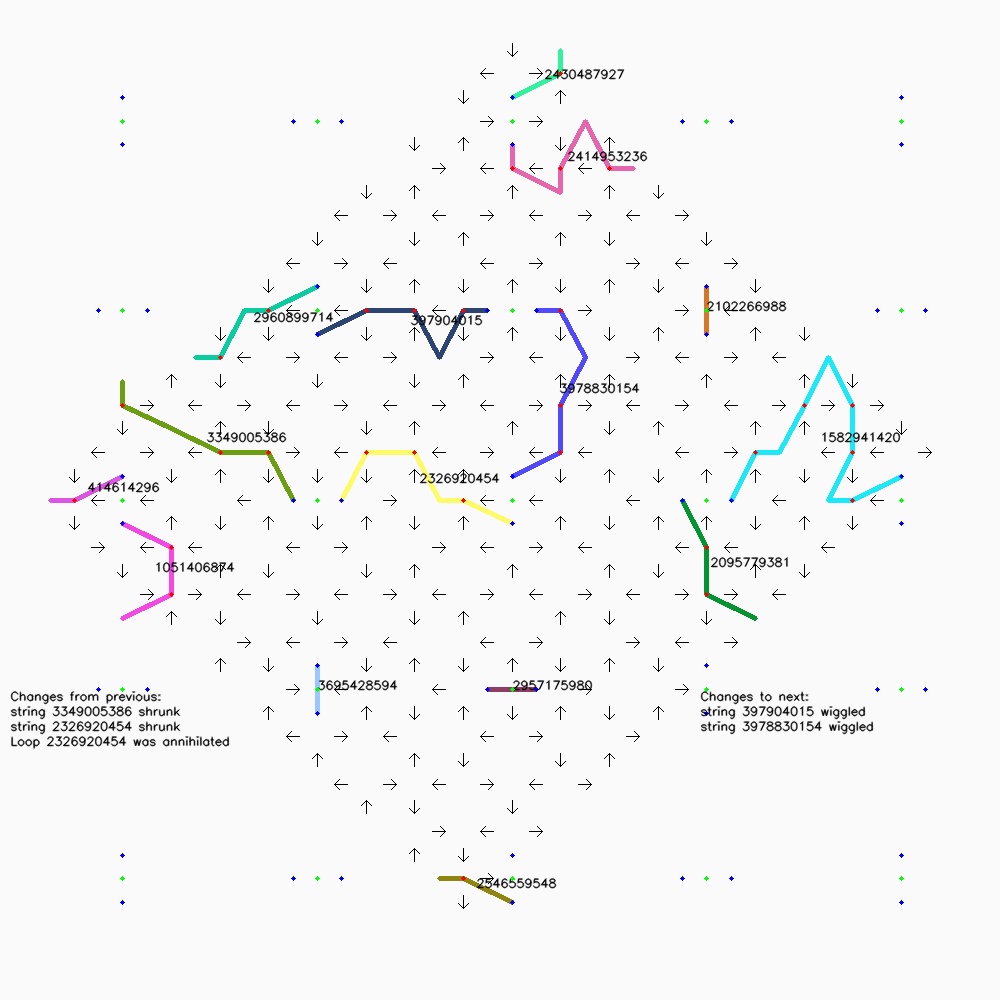 2430487927
2414953236
2102266988
2960899714
397904015
3978830154
3349005386
1582941420
2326920454
414614296
2095779381
1051406874
3695428594
2957175980
Changes from previous:
string 3349005386 shrunk
string 2326920454 shrunk
Loop 2326920454 was annihilated
Changes to next:
string 397904015 wiggled
string 3978830154 wiggled
2546559548